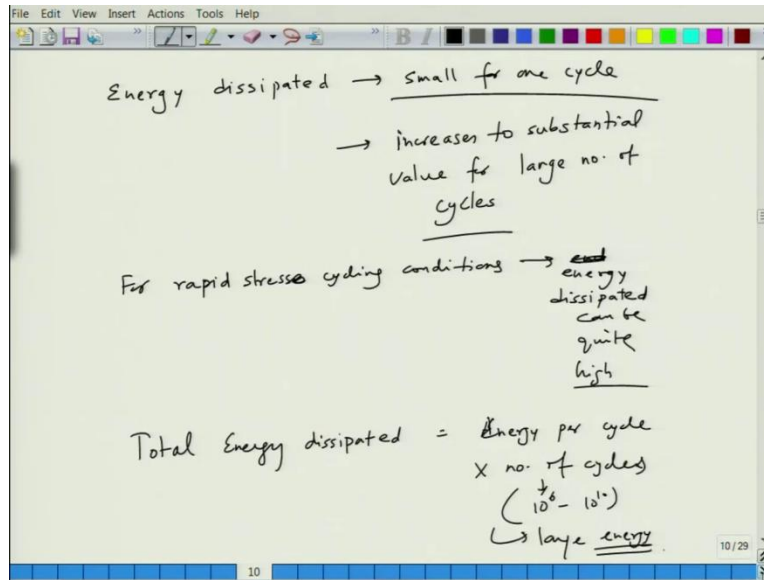 File Edit View Insert Actions Tools Help
Energy dissipated → small for one cycle
→ increases to substantial
value for large no. of
cycles
For rapid stress cycling conditions → energy
dissipated
can be
quite
high
Total Energy dissipated = Energy per cycle
x no. of cycles
(10⁶ - 10¹⁰)
↳ large energy
10/29
10